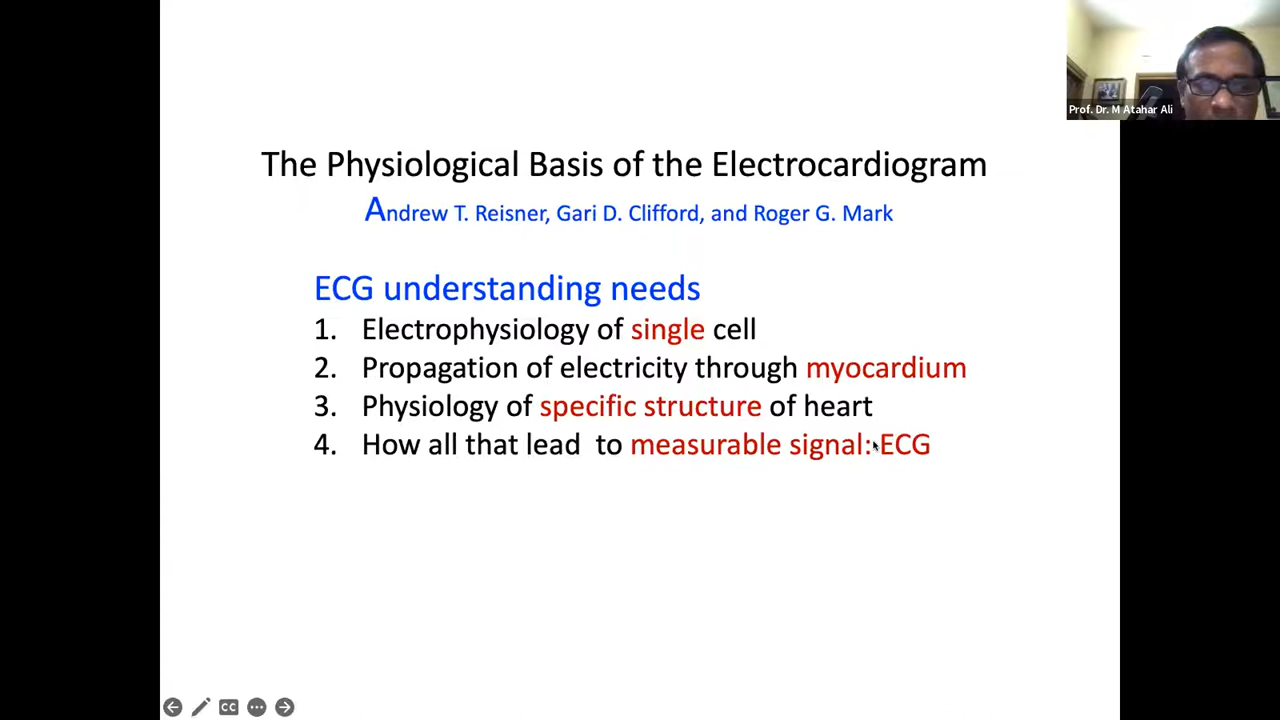 Prof. Dr. M Atahar Ali
The Physiological Basis of the Electrocardiogram
Andrew T. Reisner, Gari D. Clifford, and Roger G. Mark
ECG understanding needs
1. Electrophysiology of single cell
2. Propagation of electricity through myocardium
3. Physiology of specific structure of heart
4. How all that lead to measurable signal: ECG
CC